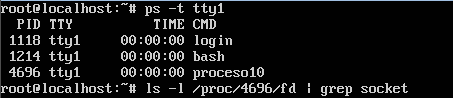 root@localhost:~# ps -t tty1
  PID TTY          TIME CMD
 1118 tty1     00:00:00 login
 1214 tty1     00:00:00 bash
 4696 tty1     00:00:00 proceso10
root@localhost:~# ls -l /proc/4696/fd | grep socket